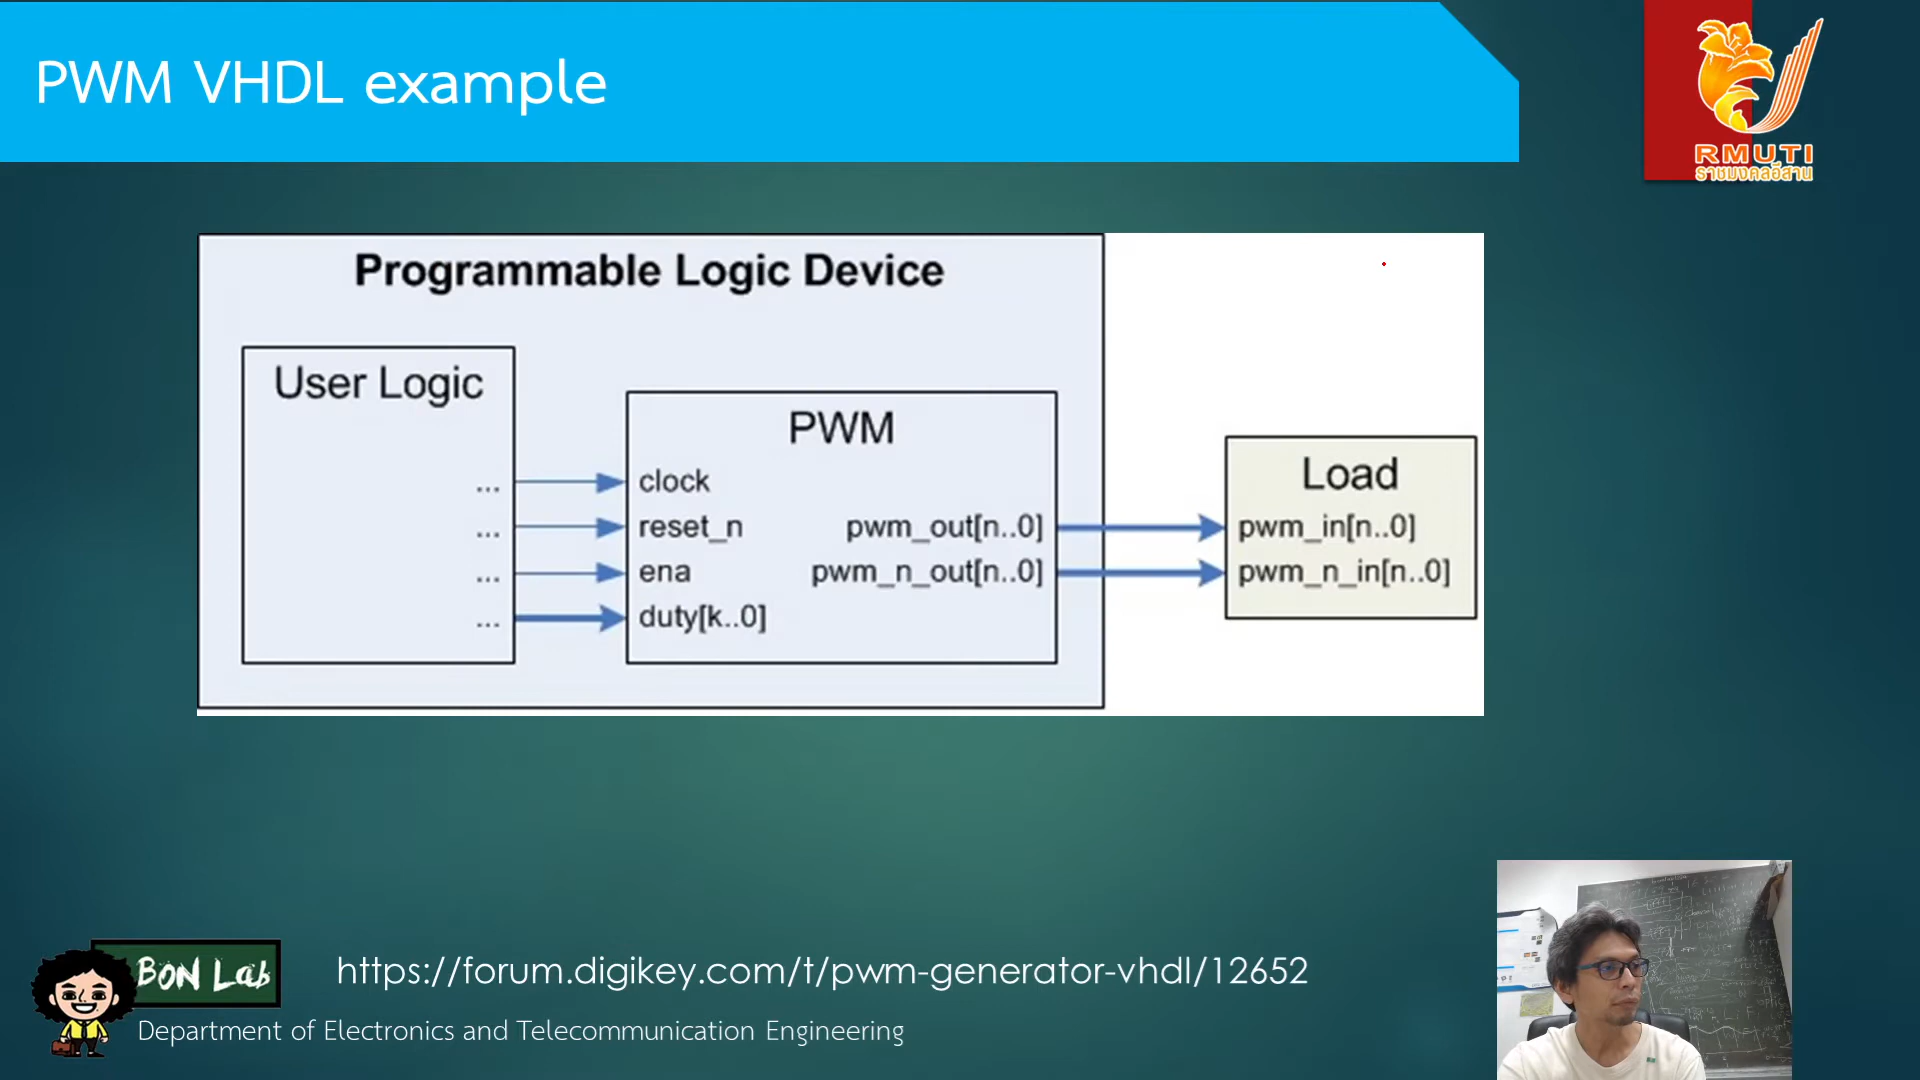 PWM VHDL example
RMUTI
ราชมงคลอีสาน
Programmable Logic Device
User Logic
PWM
... clock
... reset_n pwm_out[n..0]
... ena pwm_n_out[n..0]
... duty[k..0]
Load
pwm_in[n..0]
pwm_n_in[n..0]
BON Lab
https://forum.digikey.com/t/pwm-generator-vhdl/12652
Department of Electronics and Telecommunication Engineering